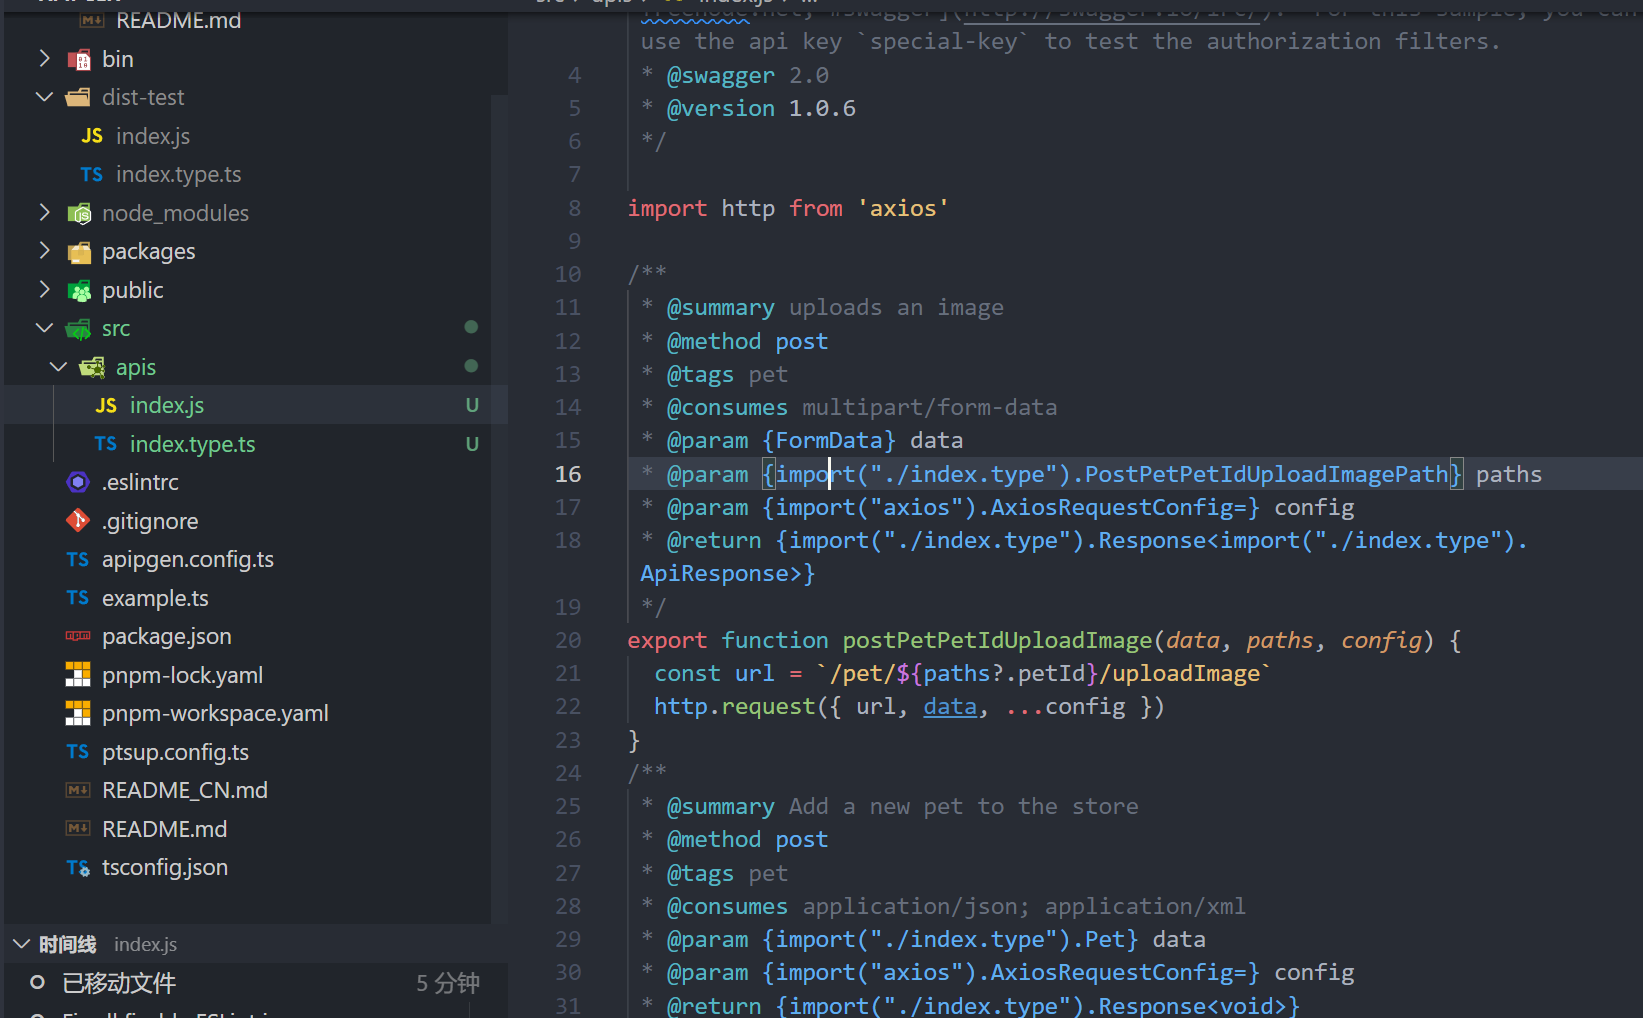 README.md
bin
dist-test
JS index.js
TS index.type.ts
node_modules
packages
public
src
apis
JS index.js U
TS index.type.ts U
.eslintrc
.gitignore
TS apipgen.config.ts
TS example.ts
package.json
pnpm-lock.yaml
pnpm-workspace.yaml
TS ptsup.config.ts
README_CN.md
README.md
TS tsconfig.json
时间线 index.js
已移动文件 5 分钟
use the api key `special-key` to test the authorization filters.
4 * @swagger 2.0
5 * @version 1.0.6
6 */
7
8 import http from 'axios'
9
10 /**
11 * @summary uploads an image
12 * @method post
13 * @tags pet
14 * @consumes multipart/form-data
15 * @param {FormData} data
16 * @param {import("./index.type").PostPetPetIdUploadImagePath} paths
17 * @param {import("axios").AxiosRequestConfig=} config
18 * @return {import("./index.type").Response<import("./index.type").
ApiResponse>}
19 */
20 export function postPetPetIdUploadImage(data, paths, config) {
21 const url = `/pet/${paths?.petId}/uploadImage`
22 http.request({ url, data, ...config })
23 }
24 /**
25 * @summary Add a new pet to the store
26 * @method post
27 * @tags pet
28 * @consumes application/json; application/xml
29 * @param {import("./index.type").Pet} data
30 * @param {import("axios").AxiosRequestConfig=} config
31 * @return {import("./index.type").Response<void>}